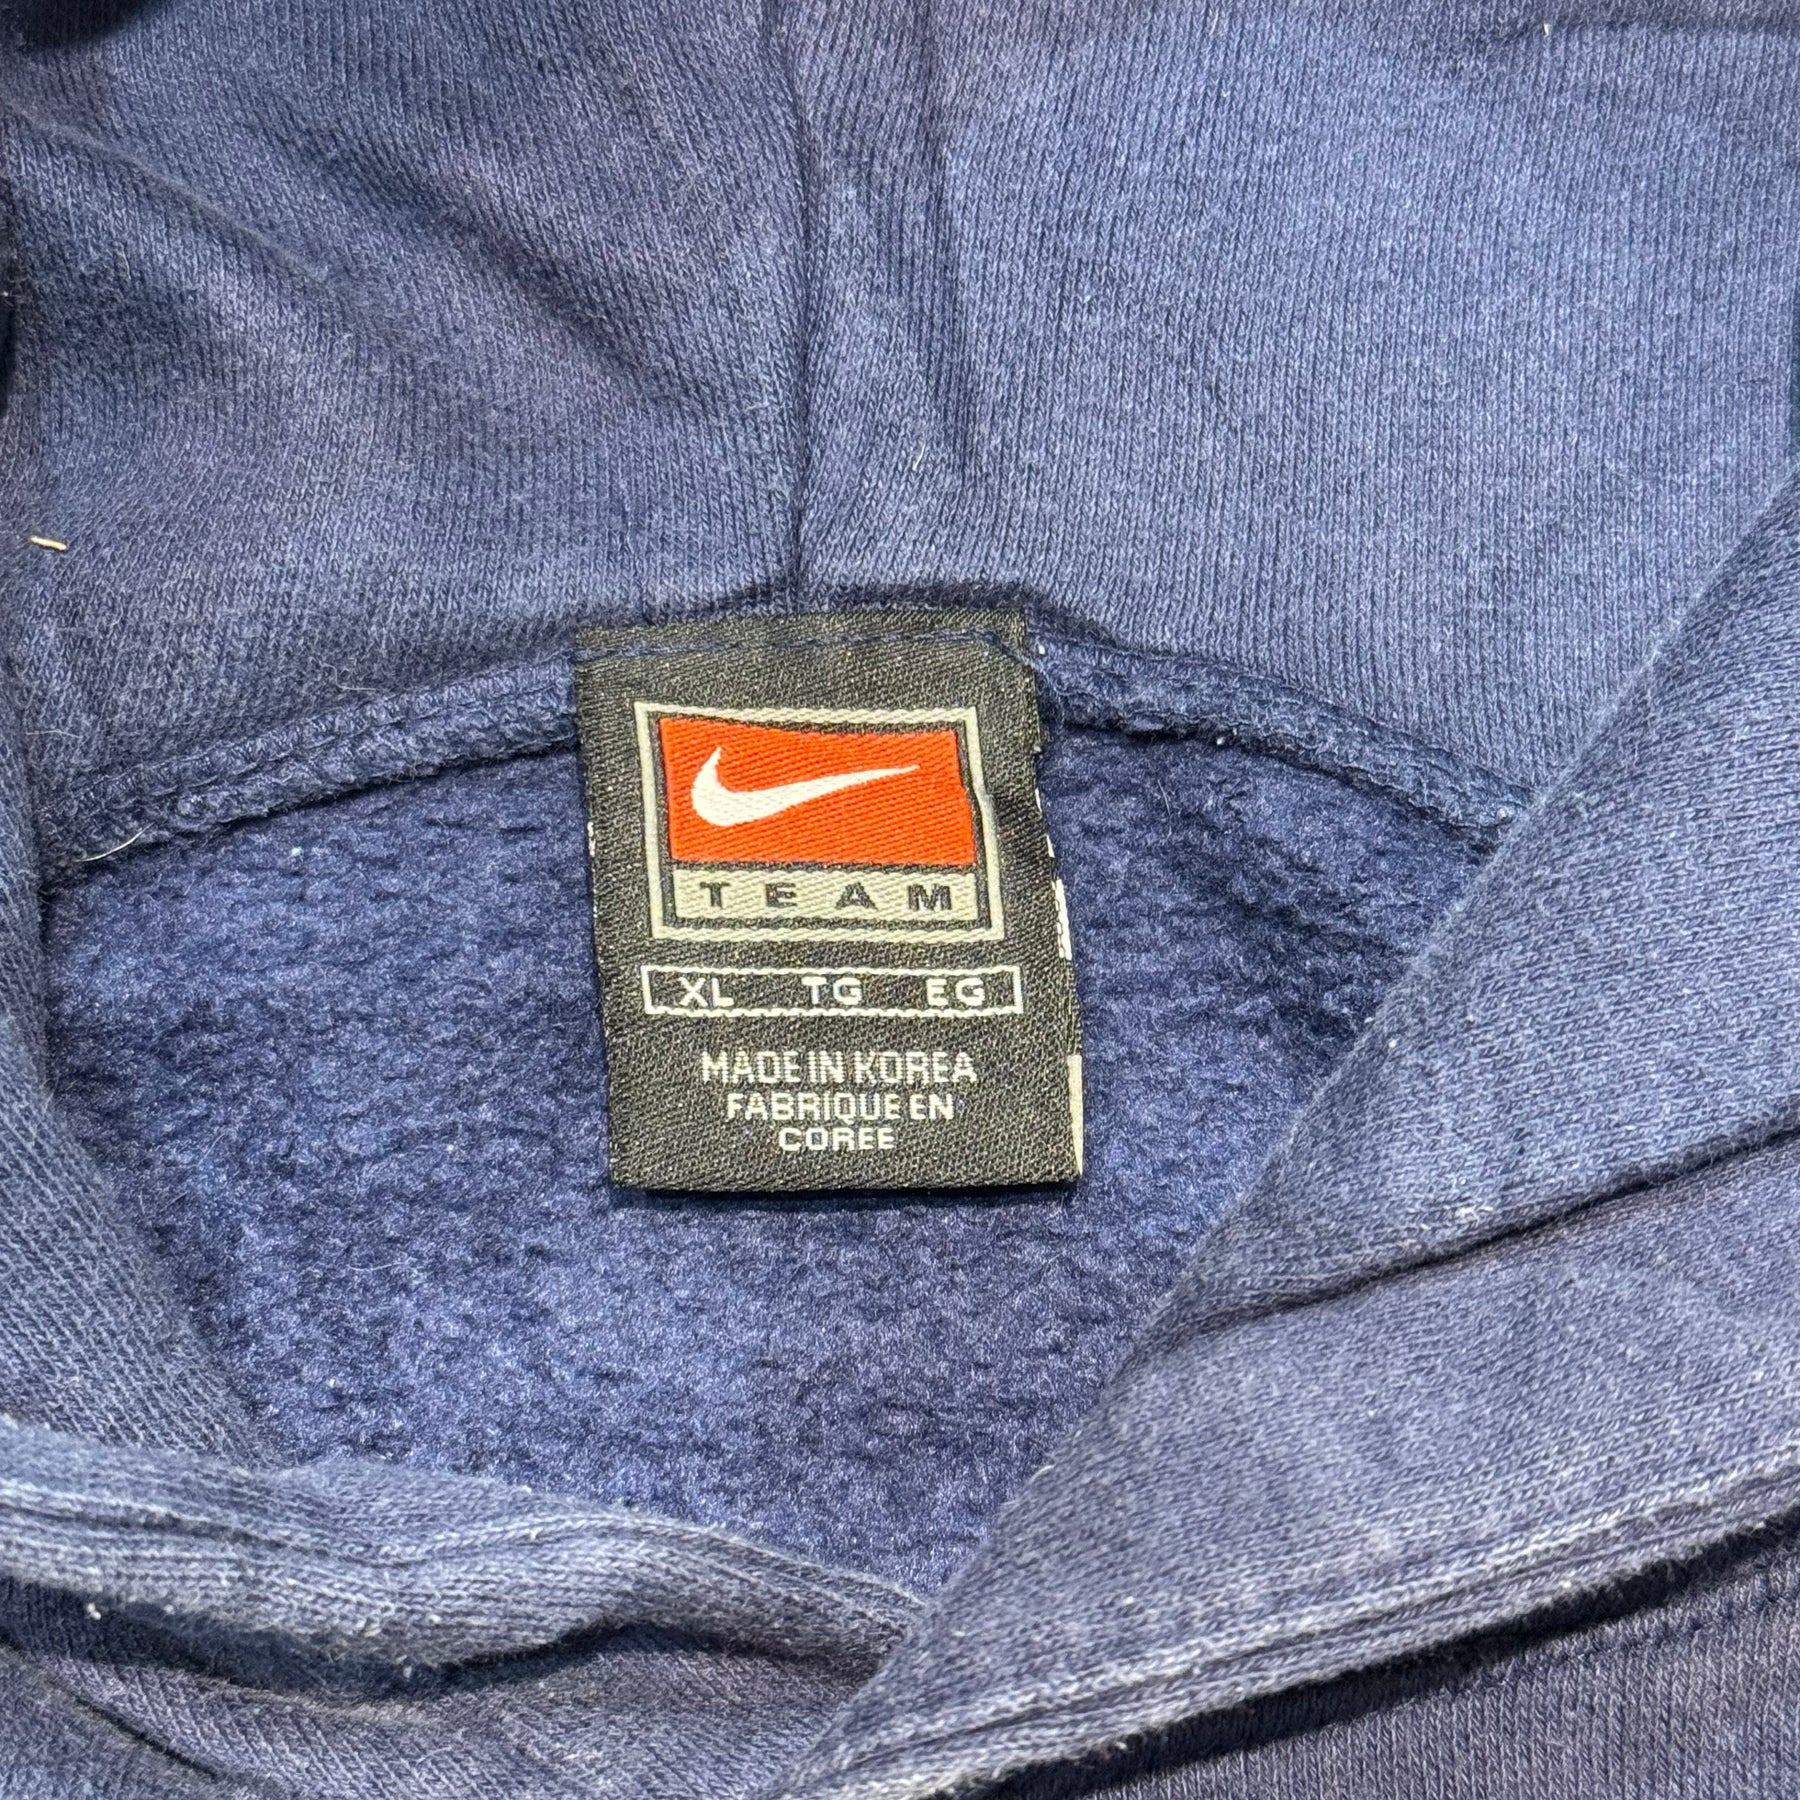 TEAM
XL TG EG
MADE IN KOREA
FABRIQUE EN
COREE